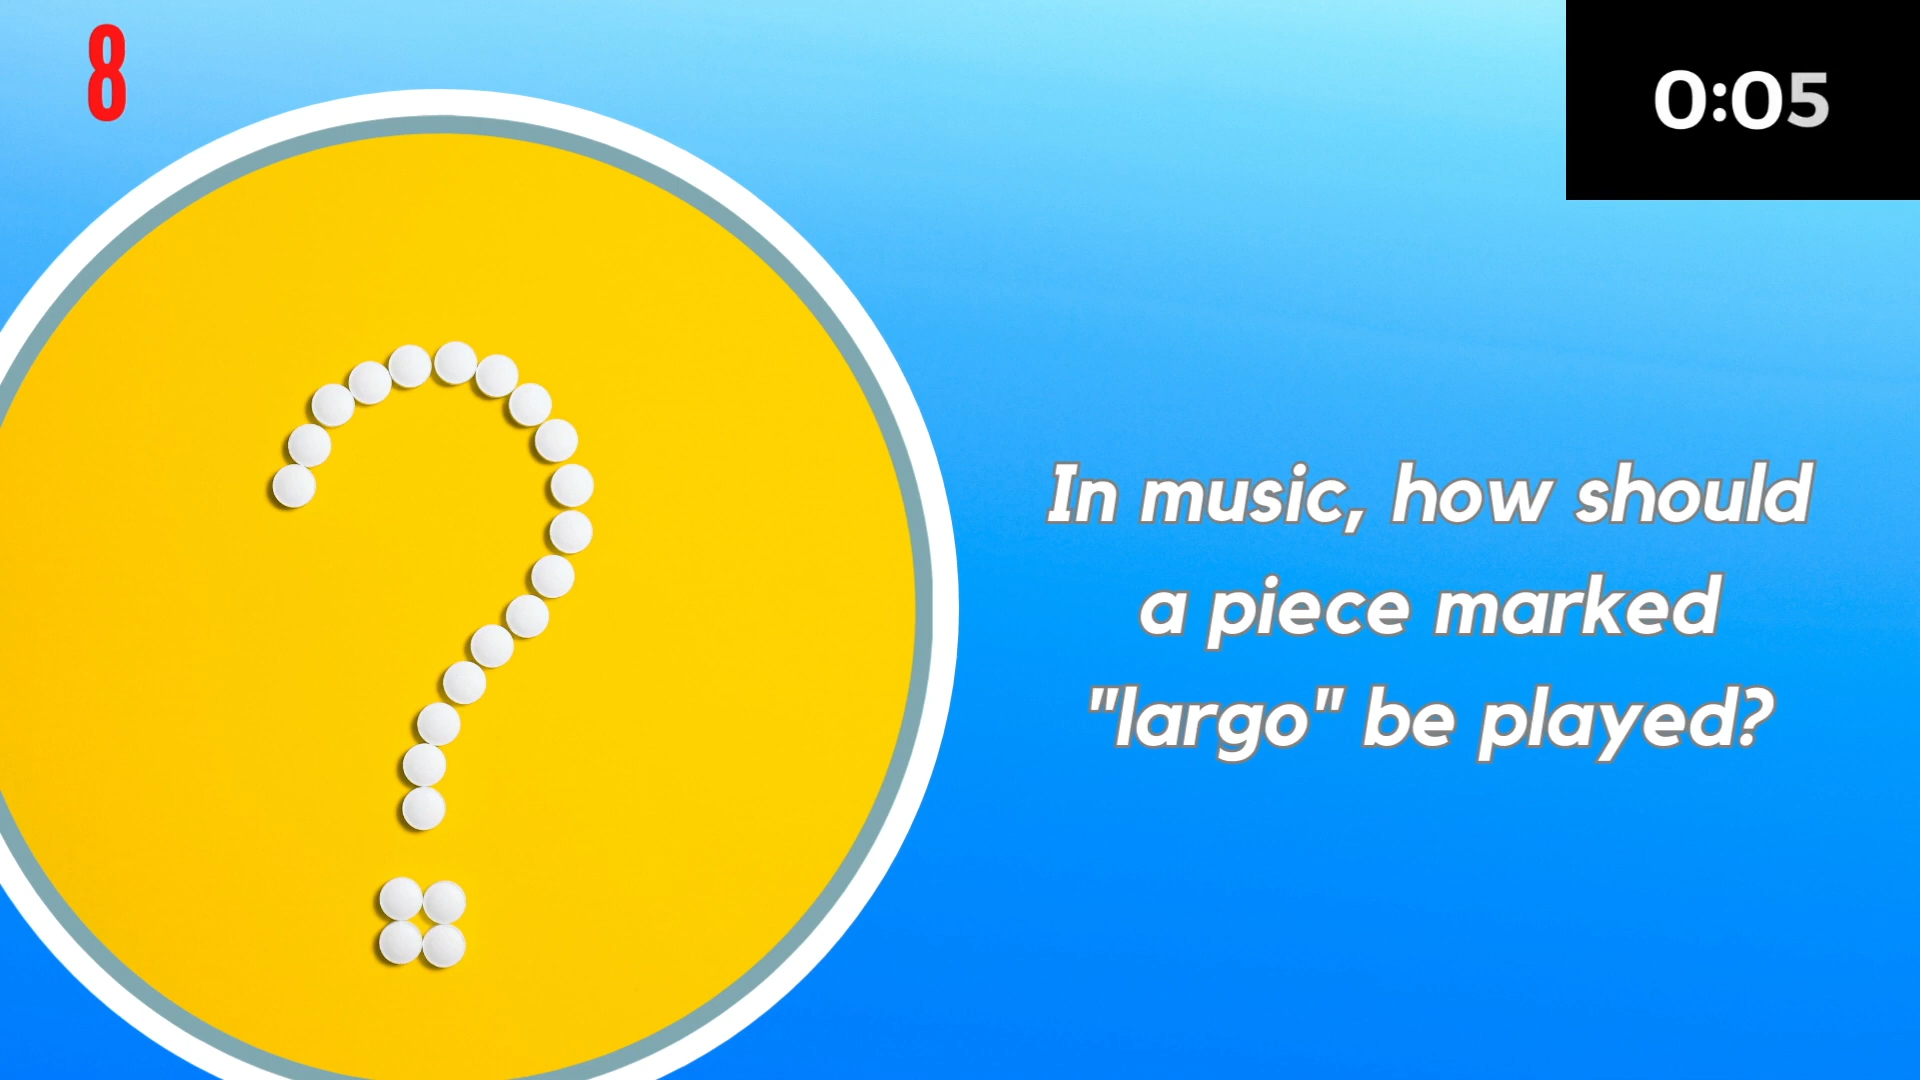 8
0:05
In music, how should
a piece marked
"largo" be played?